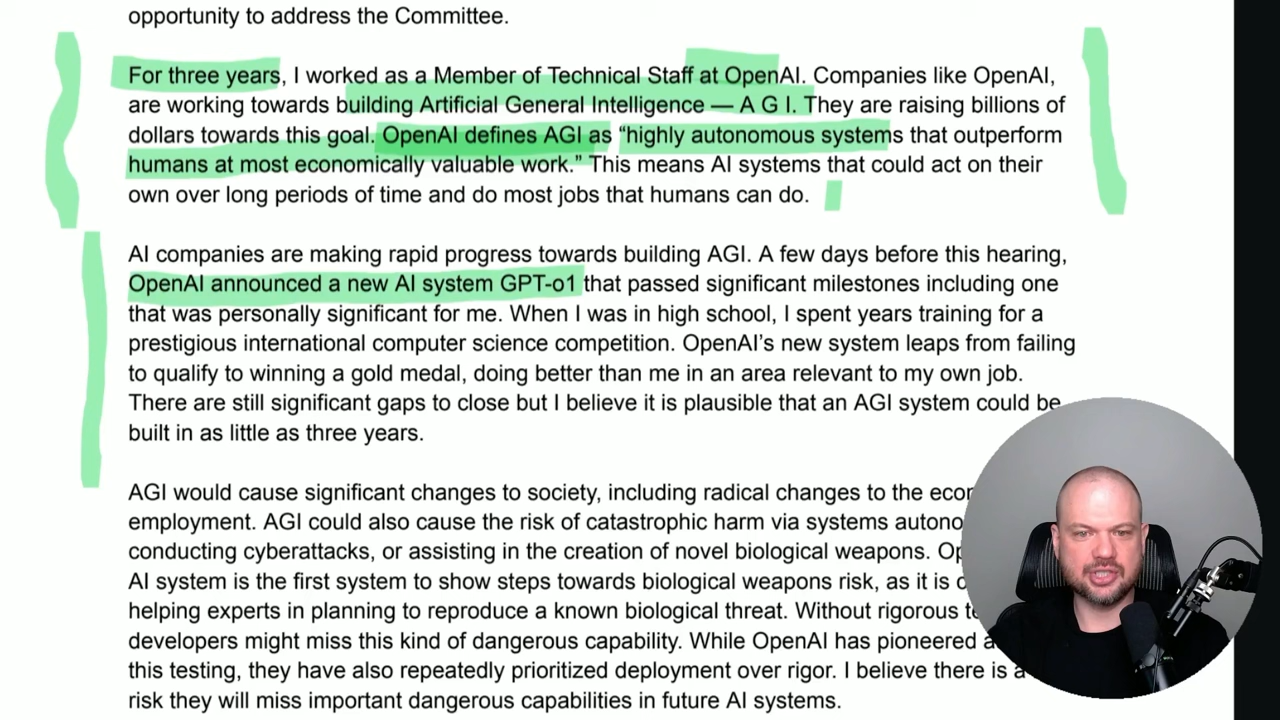 opportunity to address the Committee.
For three years, I worked as a Member of Technical Staff at OpenAI. Companies like OpenAI,
are working towards building Artificial General Intelligence — A G I. They are raising billions of
dollars towards this goal. OpenAI defines AGI as “highly autonomous systems that outperform
humans at most economically valuable work.” This means AI systems that could act on their
own over long periods of time and do most jobs that humans can do.
AI companies are making rapid progress towards building AGI. A few days before this hearing,
OpenAI announced a new AI system GPT-o1 that passed significant milestones including one
that was personally significant for me. When I was in high school, I spent years training for a
prestigious international computer science competition. OpenAI’s new system leaps from failing
to qualify to winning a gold medal, doing better than me in an area relevant to my own job.
There are still significant gaps to close but I believe it is plausible that an AGI system could be
built in as little as three years.
AGI would cause significant changes to society, including radical changes to the
employment. AGI could also cause the risk of catastrophic harm via systems
conducting cyberattacks, or assisting in the creation of novel biological weapons.
AI system is the first system to show steps towards biological weapons risk, as it is
helping experts in planning to reproduce a known biological threat. Without rigorous
developers might miss this kind of dangerous capability. While OpenAI has pioneered
this testing, they have also repeatedly prioritized deployment over rigor. I believe there is a
risk they will miss important dangerous capabilities in future AI systems.